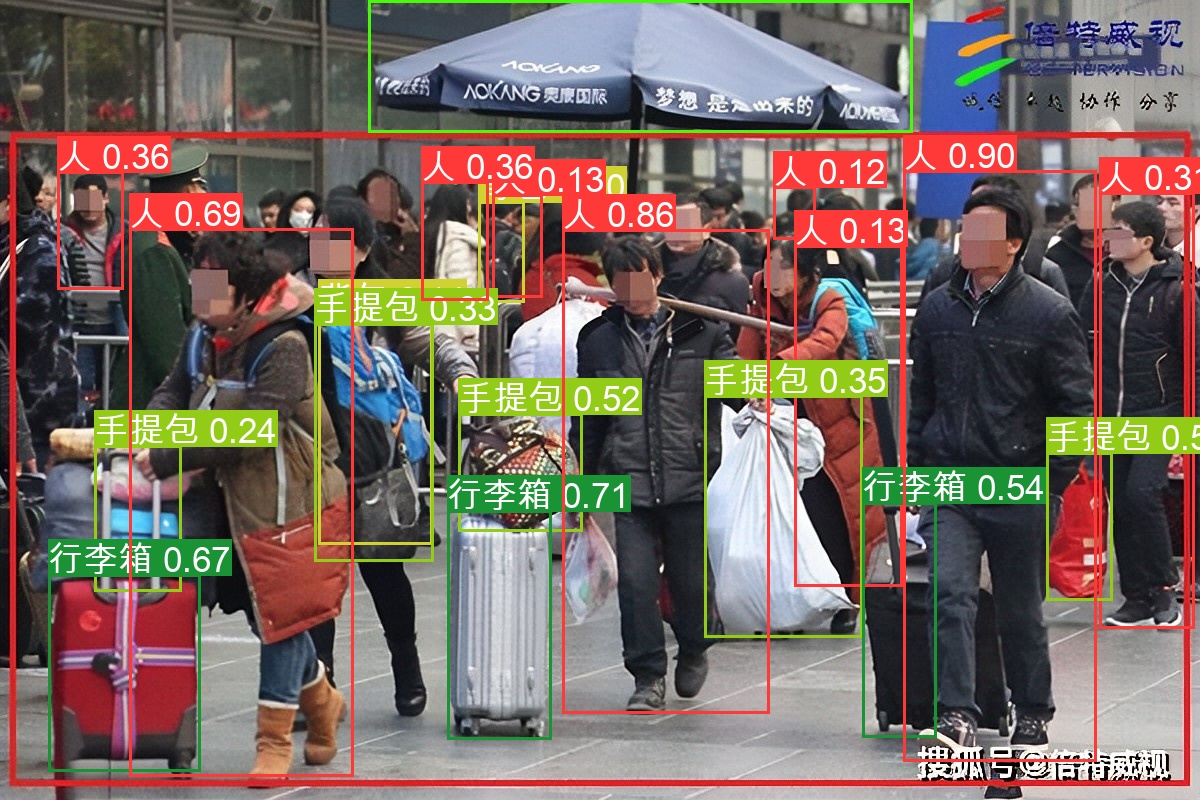 倍特威视
BETTERVISION
协作 分享
AOKANG
AOKANG 奥康国际
梦想 是走出来的
人 0.36
人 0.69
人 0.36
人 0.13
人 0.86
人 0.12
人 0.13
人 0.90
人 0.31
手提包 0.33
手提包 0.52
手提包 0.35
手提包 0.24
手提包 0.5
行李箱 0.71
行李箱 0.54
行李箱 0.67
搜狐号@倍特威视